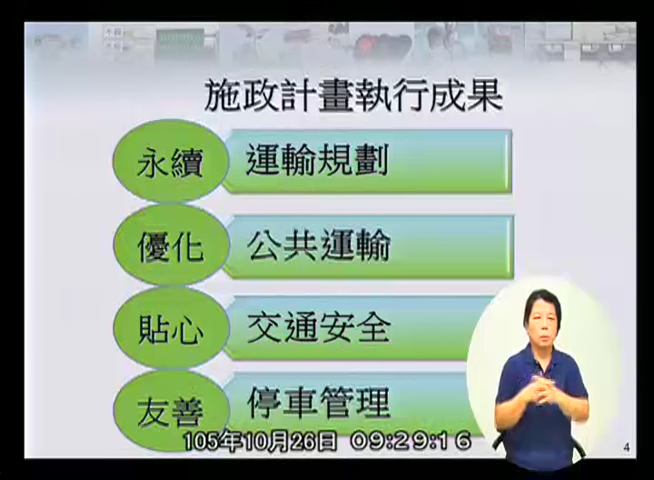 施政計畫執行成果
永續 運輸規劃
優化 公共運輸
貼心 交通安全
友善 停車管理
105年10月26日 09:29:16
4